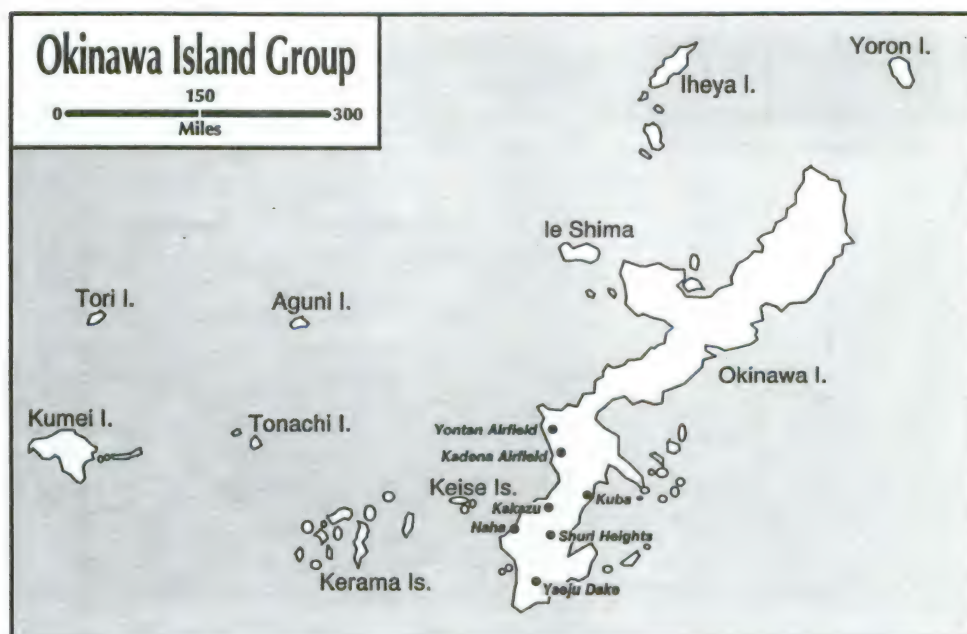 Okinawa Island Group
150
0 300
Miles
Iheya I.
Yoron I.
Ie Shima
Tori I.
Aguni I.
Okinawa I.
Kumei I.
Tonachi I.
Yontan Airfield
Kadena Airfield
Keise Is.
Kuba
Kakazu
Naha
Shuri Heights
Kerama Is.
Yaeju Dake